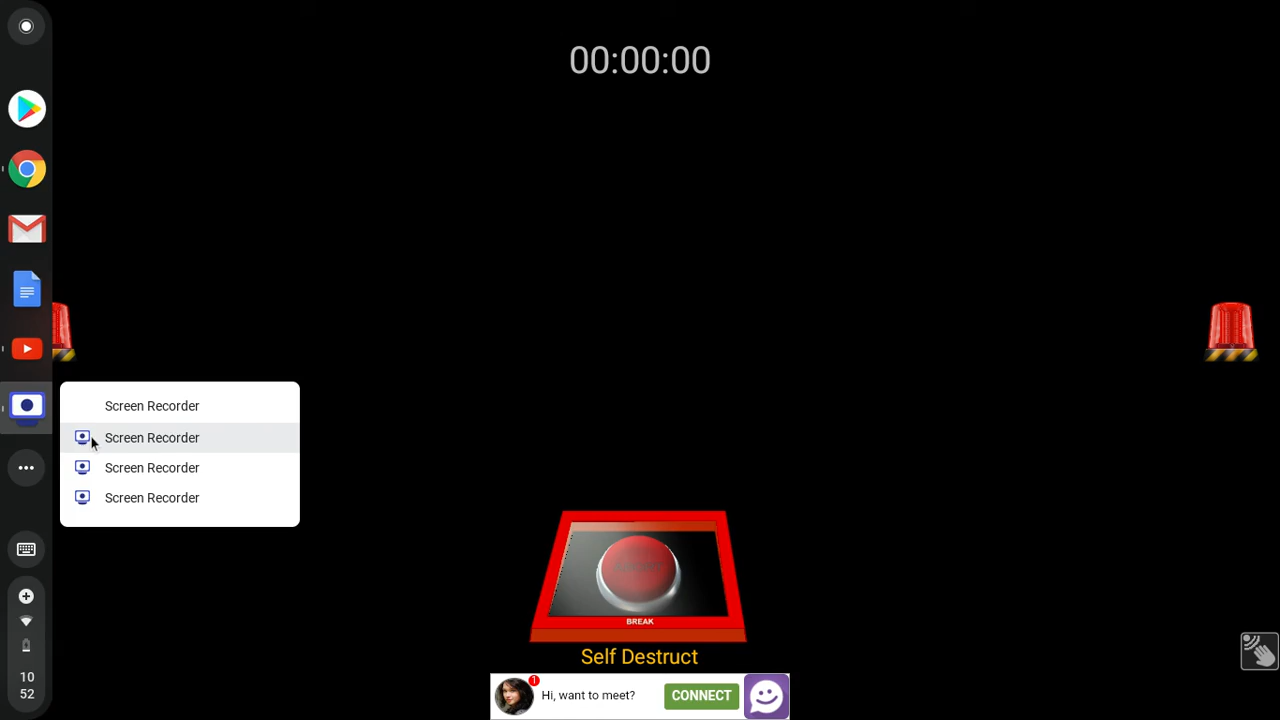 00:00:00
Screen Recorder
Screen Recorder
Screen Recorder
Screen Recorder
BREAK
Self Destruct
1
Hi, want to meet?
CONNECT
10
52